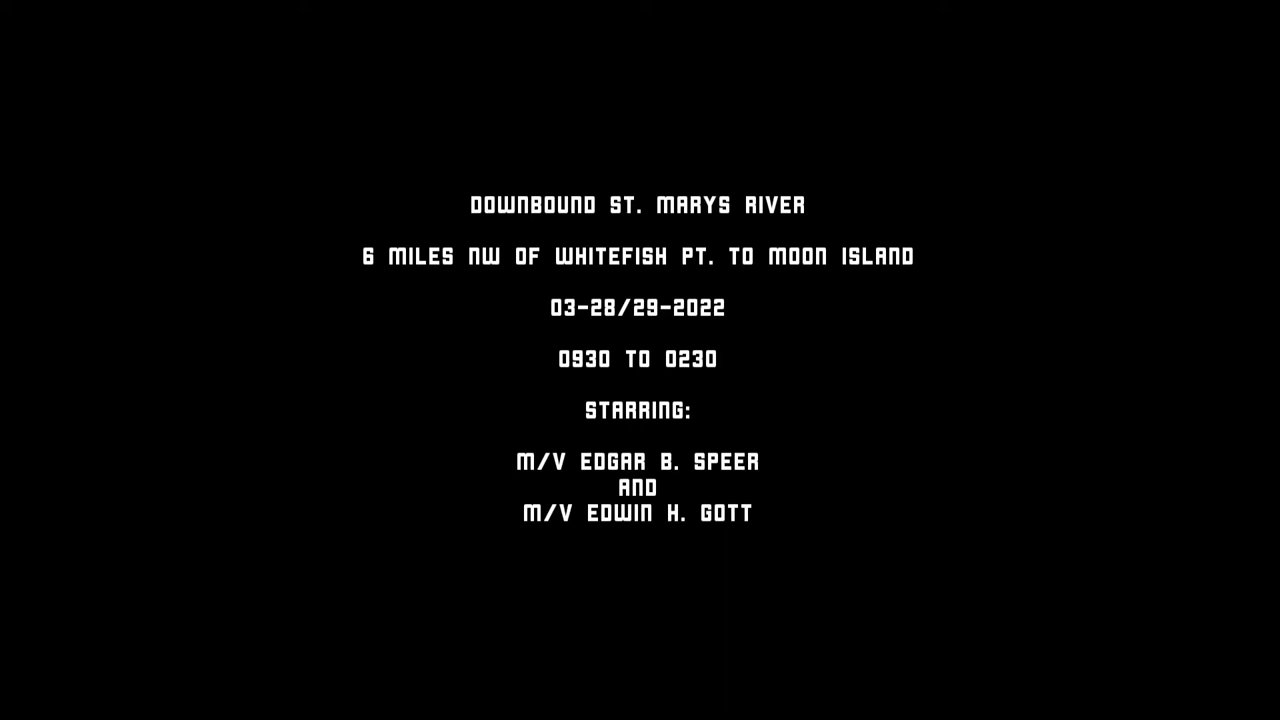 DOWNBOUND ST. MARYS RIVER
6 MILES NW OF WHITEFISH PT. TO MOON ISLAND
03-28/29-2022
0930 TO 0230
STARRING:
M/V EDGAR B. SPEER
AND
M/V EDWIN H. GOTT